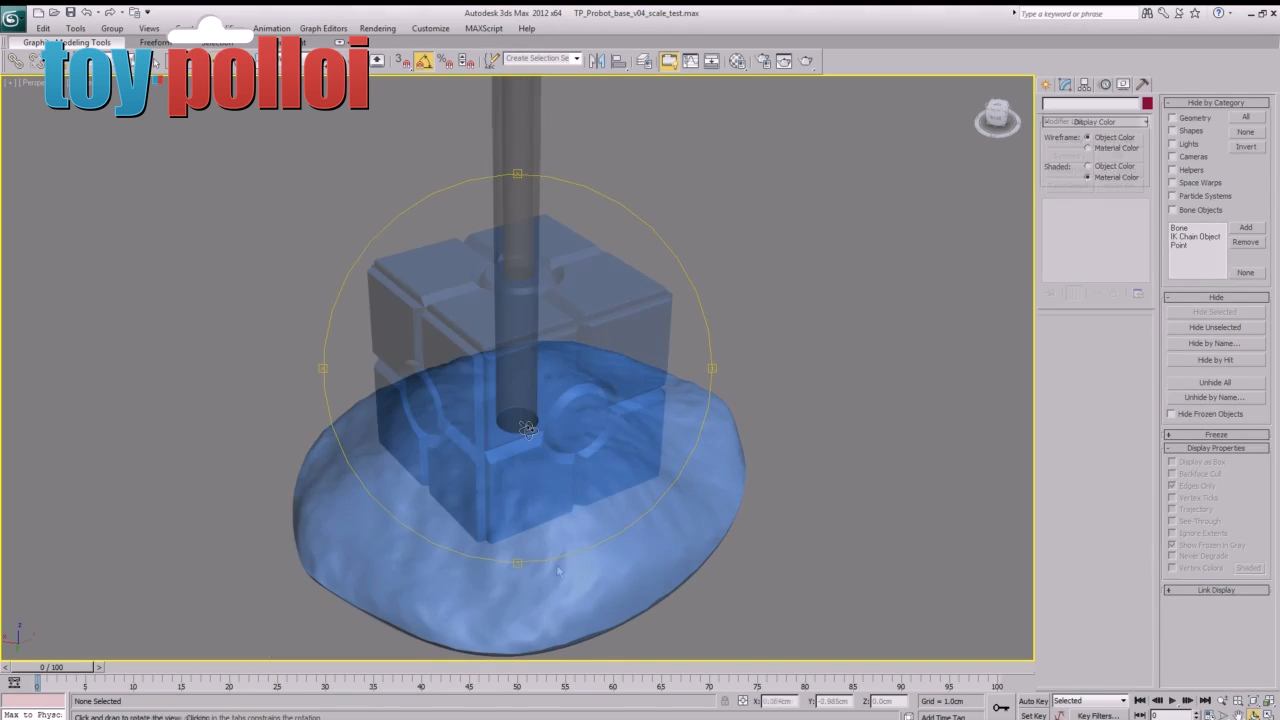 Autodesk 3ds Max 2012 x64 TP_Probot_base_v04_scale_test.max
Type a keyword or phrase
Edit Tools Group Views Animation Graph Editors Rendering Customize MAXScript Help
Freeform
Create Selection Se
toy polloi
Display Color
Wireframe: Object Color
Material Color
Shaded: Object Color
Material Color
Hide by Category
Geometry All
Shapes None
Lights Invert
Cameras
Helpers
Space Warps
Particle Systems
Bone Objects
Bone Add
IK Chain Object Remove
Point
None
Hide
Hide Selected
Hide Unselected
Hide by Name...
Hide by Hit
Unhide All
Unhide by Name...
Hide Frozen Objects
Freeze
Display Properties
Display as Box
Backface Cull
Edges Only
Vertex Ticks
Trajectory
See-Through
Ignore Extents
Show Frozen in Gray
Never Degrade
Vertex Colors Shaded
Link Display
0 / 100
0 5 10 15 20 25 30 35 40 45 50 55 60 65 70 75 80 85 90 95 100
None Selected X: Y: -2.985cm Z: 0.0cm Grid = 1.0cm Auto Key Selected
Max to Physc Click and drag to rotate the view. Clicking in the tabs constrains the rotation. Add Time Tag Set Key Key Filters... 0